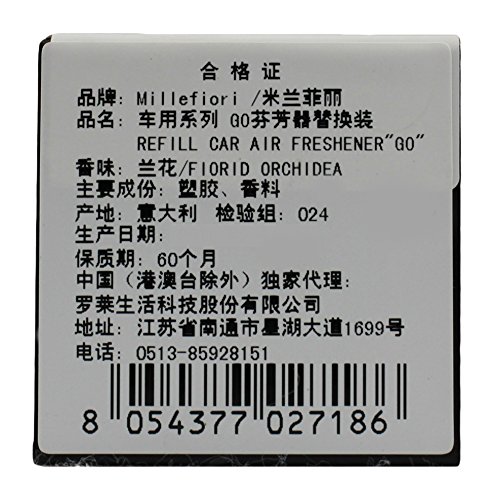 合格证
品牌: Millefiori /米兰菲丽
品名: 车用系列 GO芬芳器替换装
REFILL CAR AIR FRESHENER"GO"
香味: 兰花/FIORID ORCHIDEA
主要成份: 塑胶、香料
产地: 意大利 检验组: 024
生产日期:
保质期: 60个月
中国（港澳台除外）独家代理:
罗莱生活科技股份有限公司
地址: 江苏省南通市星湖大道1699号
电话: 0513-85928151
8 054377 027186